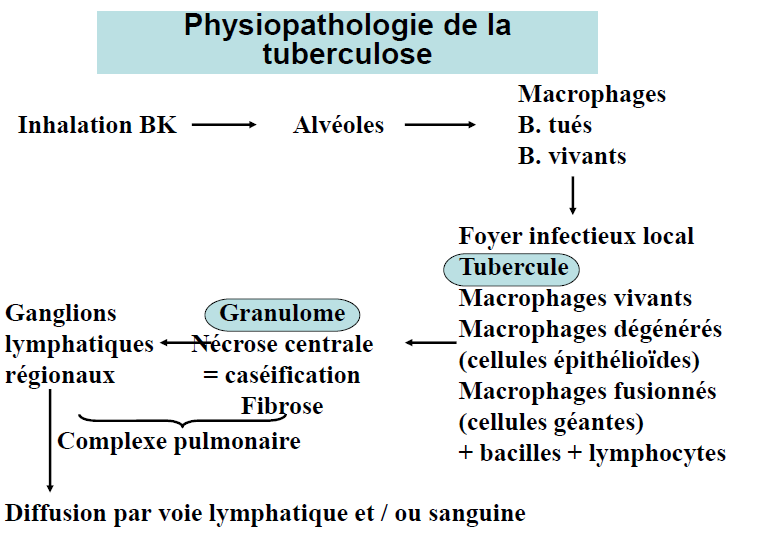 Physiopathologie de la
tuberculose
Inhalation BK
Alvéoles
Macrophages
B. tués
B. vivants
Foyer infectieux local
Tubercule
Macrophages vivants
Macrophages dégénérés
(cellules épithélioïdes)
Macrophages fusionnés
(cellules géantes)
+ bacilles + lymphocytes
Granulome
Nécrose centrale
= caséification
Fibrose
Ganglions
lymphatiques
régionaux
Complexe pulmonaire
Diffusion par voie lymphatique et / ou sanguine